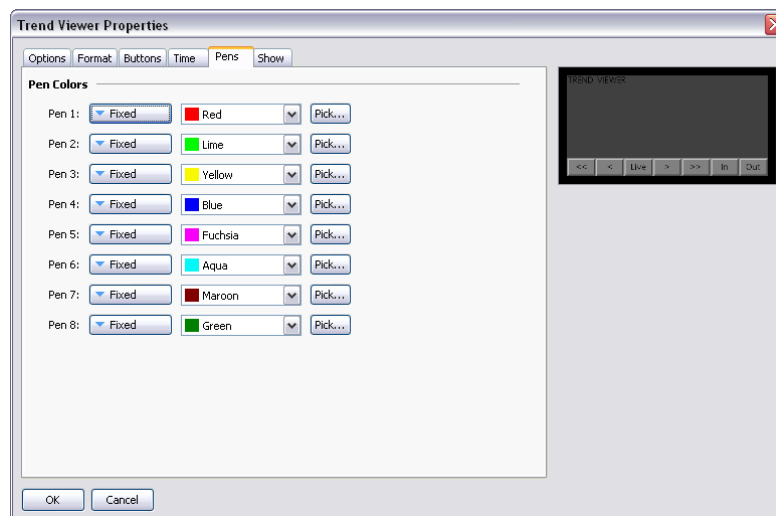 Trend Viewer Properties
Options Format Buttons Time Pens Show
Pen Colors
Pen 1: Fixed Red Pick...
Pen 2: Fixed Lime Pick...
Pen 3: Fixed Yellow Pick...
Pen 4: Fixed Blue Pick...
Pen 5: Fixed Fuchsia Pick...
Pen 6: Fixed Aqua Pick...
Pen 7: Fixed Maroon Pick...
Pen 8: Fixed Green Pick...
TREND VIEWER
<< < Live > >> In Out
OK Cancel